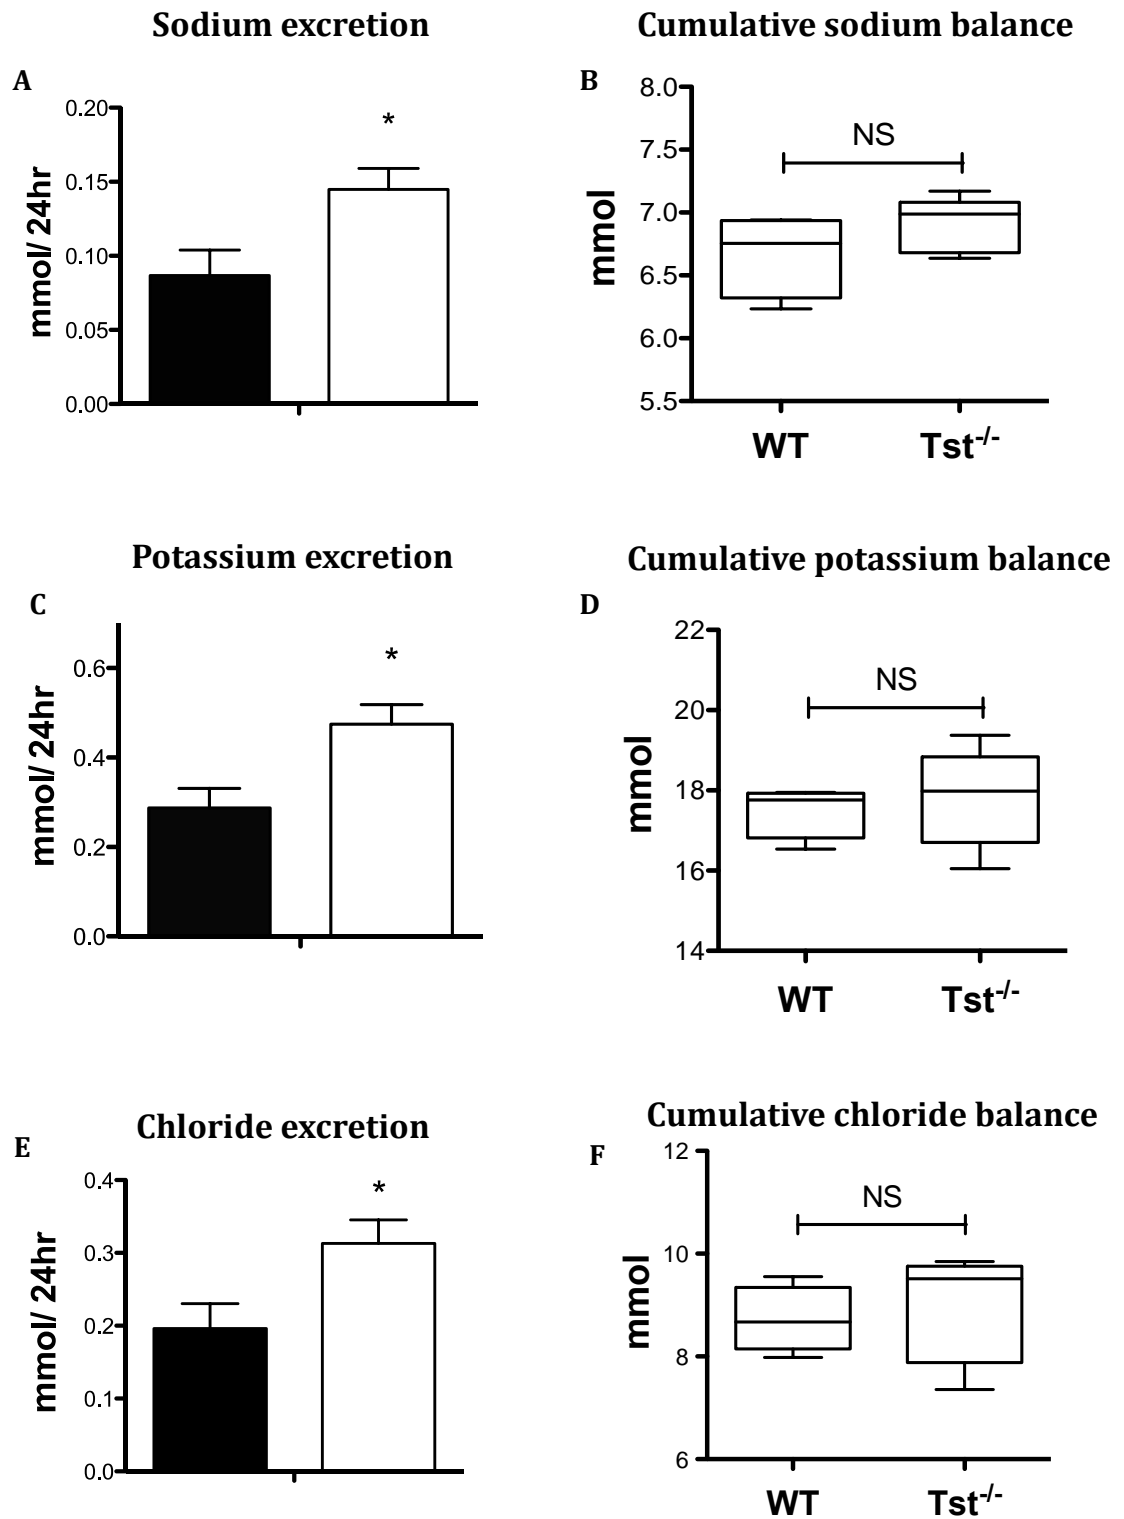 Sodium excretion
A
0.20
0.15
0.10
0.05
0.00
mmol/ 24hr
*
Cumulative sodium balance
B
8.0
7.5
7.0
6.5
6.0
5.5
mmol
NS
WT
Tst-/-
Potassium excretion
C
0.6
0.4
0.2
0.0
mmol/ 24hr
*
Cumulative potassium balance
D
22
20
18
16
14
mmol
NS
WT
Tst-/-
Chloride excretion
E
0.4
0.3
0.2
0.1
0.0
mmol/ 24hr
*
Cumulative chloride balance
F
12
10
8
6
mmol
NS
WT
Tst-/-